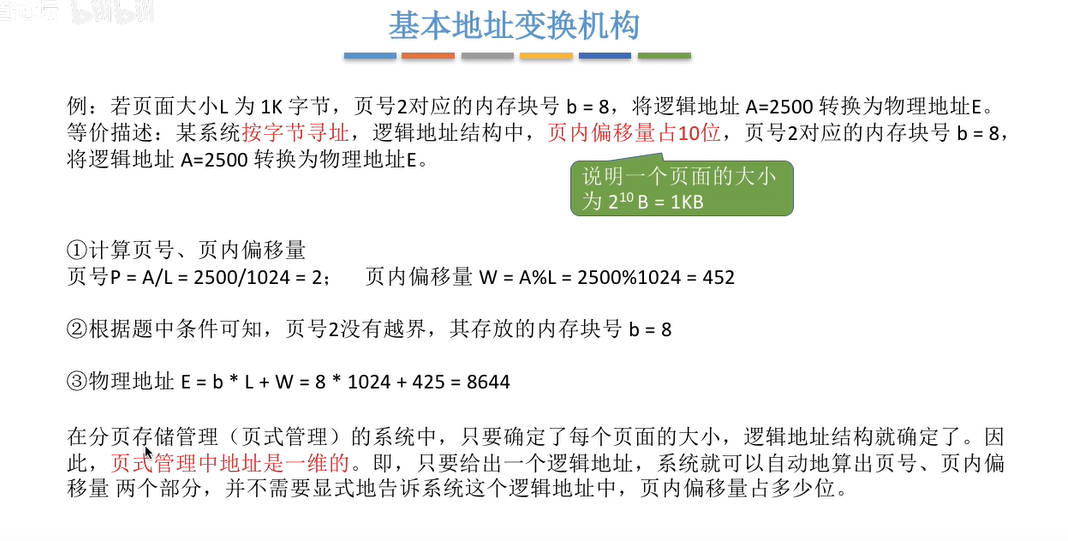 基本地址变换机构
例：若页面大小L 为 1K 字节，页号2对应的内存块号 b = 8，将逻辑地址 A=2500 转换为物理地址E。
等价描述：某系统按字节寻址，逻辑地址结构中，页内偏移量占10位，页号2对应的内存块号 b = 8，
将逻辑地址 A=2500 转换为物理地址E。
说明一个页面的大小
为 2¹⁰ B = 1KB
①计算页号、页内偏移量
页号P = A/L = 2500/1024 = 2； 页内偏移量 W = A%L = 2500%1024 = 452
②根据题中条件可知，页号2没有越界，其存放的内存块号 b = 8
③物理地址 E = b * L + W = 8 * 1024 + 425 = 8644
在分页存储管理（页式管理）的系统中，只要确定了每个页面的大小，逻辑地址结构就确定了。因
此，页式管理中地址是一维的。即，只要给出一个逻辑地址，系统就可以自动地算出页号、页内偏
移量 两个部分，并不需要显式地告诉系统这个逻辑地址中，页内偏移量占多少位。